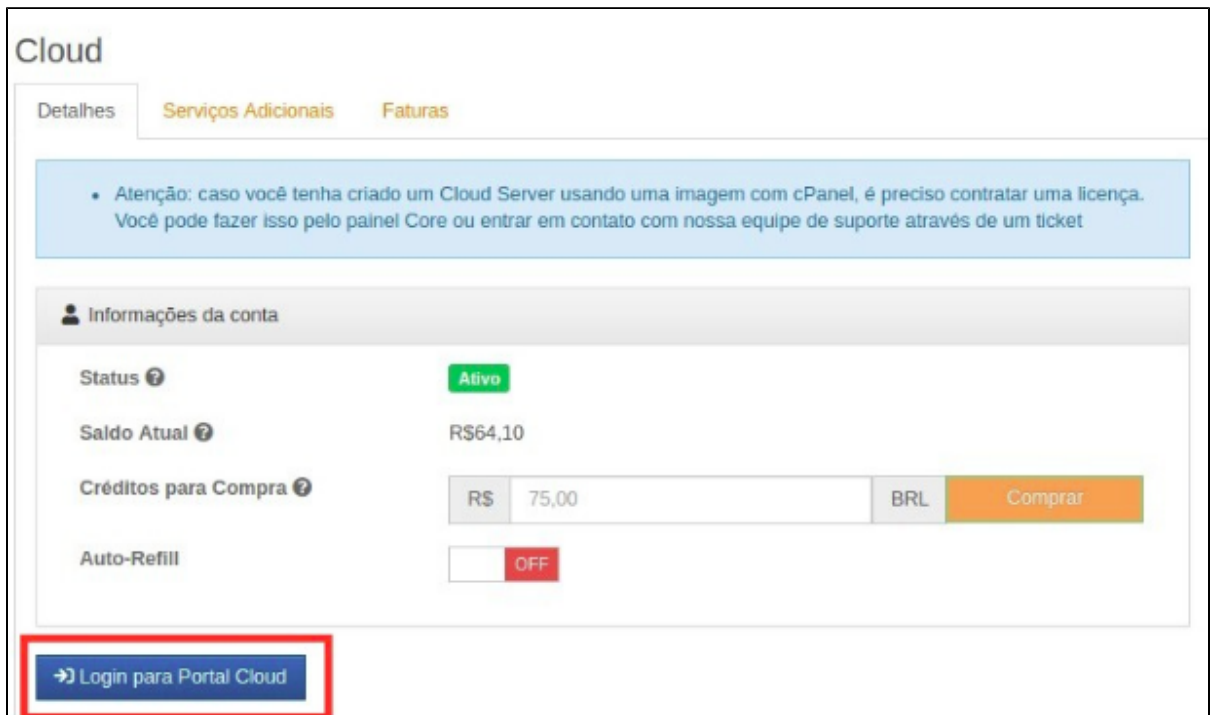 Cloud
Detalhes Serviços Adicionais Faturas
• Atenção: caso você tenha criado um Cloud Server usando uma imagem com cPanel, é preciso contratar uma licença.
Você pode fazer isso pelo painel Core ou entrar em contato com nossa equipe de suporte através de um ticket
Informações da conta
Status
Ativo
Saldo Atual
R$64,10
Créditos para Compra
R$ 75,00 BRL Comprar
Auto-Refill
OFF
Login para Portal Cloud